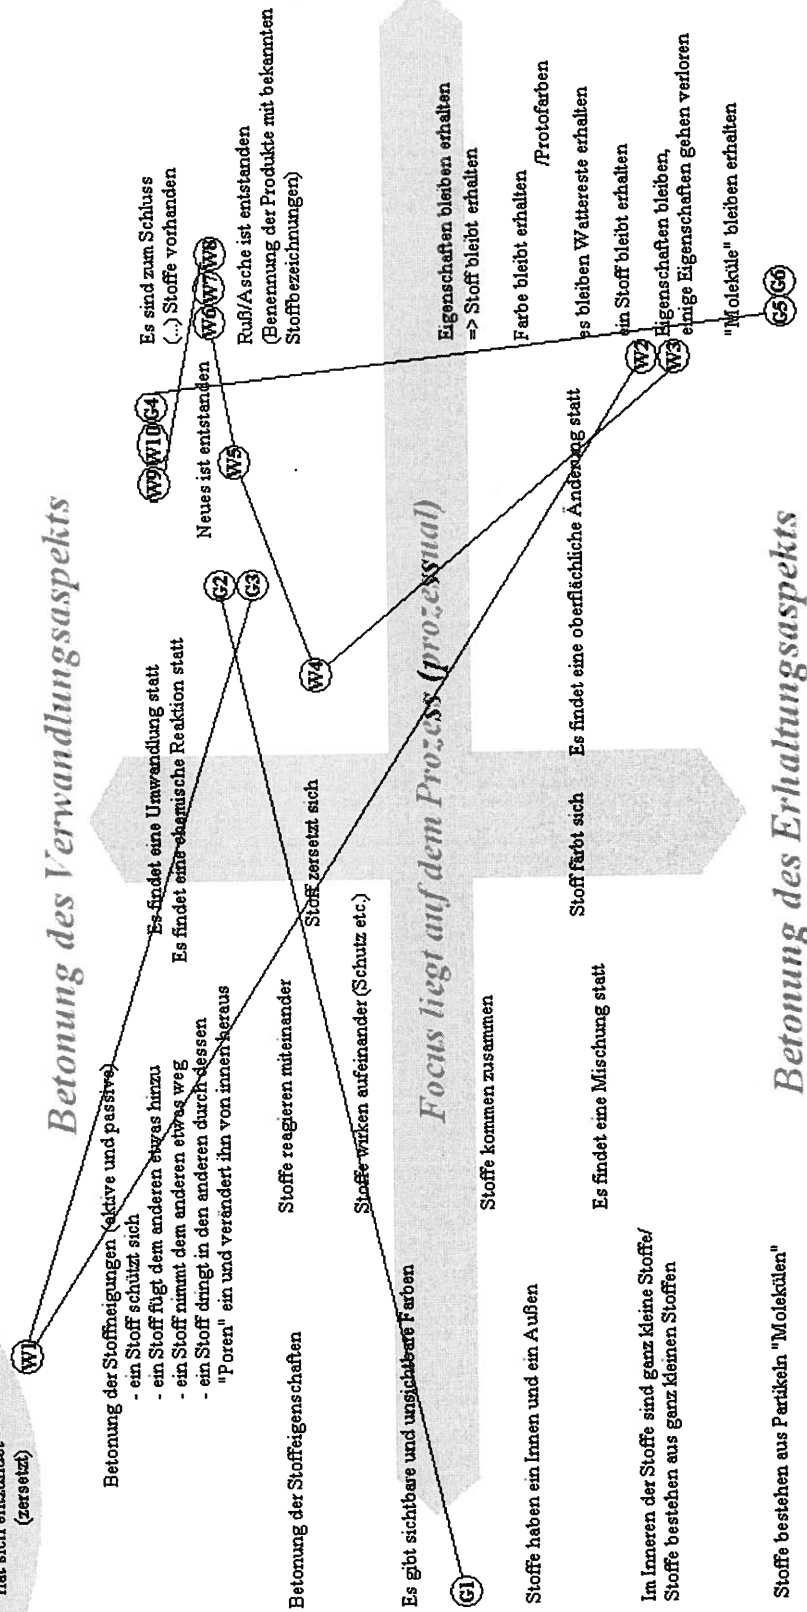 hat sich
(zersetzt)
W1
Betonung des Verwandlungsaspekts
Betonung der Stoffneigungen (aktive und passive)
- ein Stoff schützt sich
- ein Stoff fügt dem anderen etwas hinzu
- ein Stoff nimmt dem anderen etwas weg
- ein Stoff dringt in den anderen durch dessen
"Poren" ein und verändert ihn von innen heraus
Es findet eine Umwandlung statt
Es findet eine chemische Reaktion statt
W9 W10 G4
Es sind zum Schluss
(...) Stoffe vorhanden
Neues ist entstanden
W6 W7 W8
G2
G3
W5
Ruß/Asche ist entstanden
(Benennung der Produkte mit bekannten
Stoffbezeichnungen)
Betonung der Stoffeigenschaften
Stoffe reagieren miteinander
Stoff zersetzt sich
W4
Stoffe wirken aufeinander (Schutz etc.)
Es gibt sichtbare und unsichtbare Farben
Focus liegt auf dem Prozess (prozessual)
Eigenschaften bleiben erhalten
=> Stoff bleibt erhalten
G1
Stoffe kommen zusammen
Stoffe haben ein Innen und ein Außen
Farbe bleibt erhalten
/Protofarben
Stoff färbt sich
Es findet eine oberflächliche Änderung statt
es bleiben Wattereste erhalten
Es findet eine Mischung statt
ein Stoff bleibt erhalten
W2
W3
Eigenschaften bleiben,
einige Eigenschaften gehen verloren
Im Inneren der Stoffe sind ganz kleine Stoffe/
Stoffe bestehen aus ganz kleinen Stoffen
"Moleküle" bleiben erhalten
G5 G6
Stoffe bestehen aus Partikeln "Molekülen"
Betonung des Erhaltungsaspekts